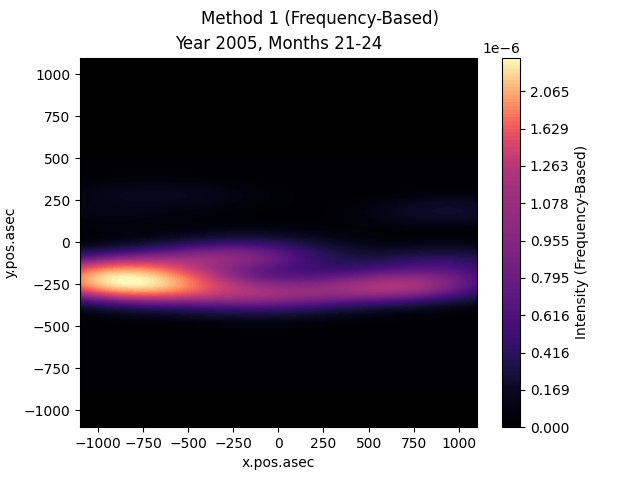 Method 1 (Frequency-Based)
Year 2005, Months 21-24
1e−6
1000
750
500
250
0
−250
−500
−750
−1000
y.pos.asec
−1000 −750 −500 −250 0 250 500 750 1000
x.pos.asec
2.065
1.629
1.263
1.078
0.955
0.795
0.616
0.416
0.169
0.000
Intensity (Frequency-Based)